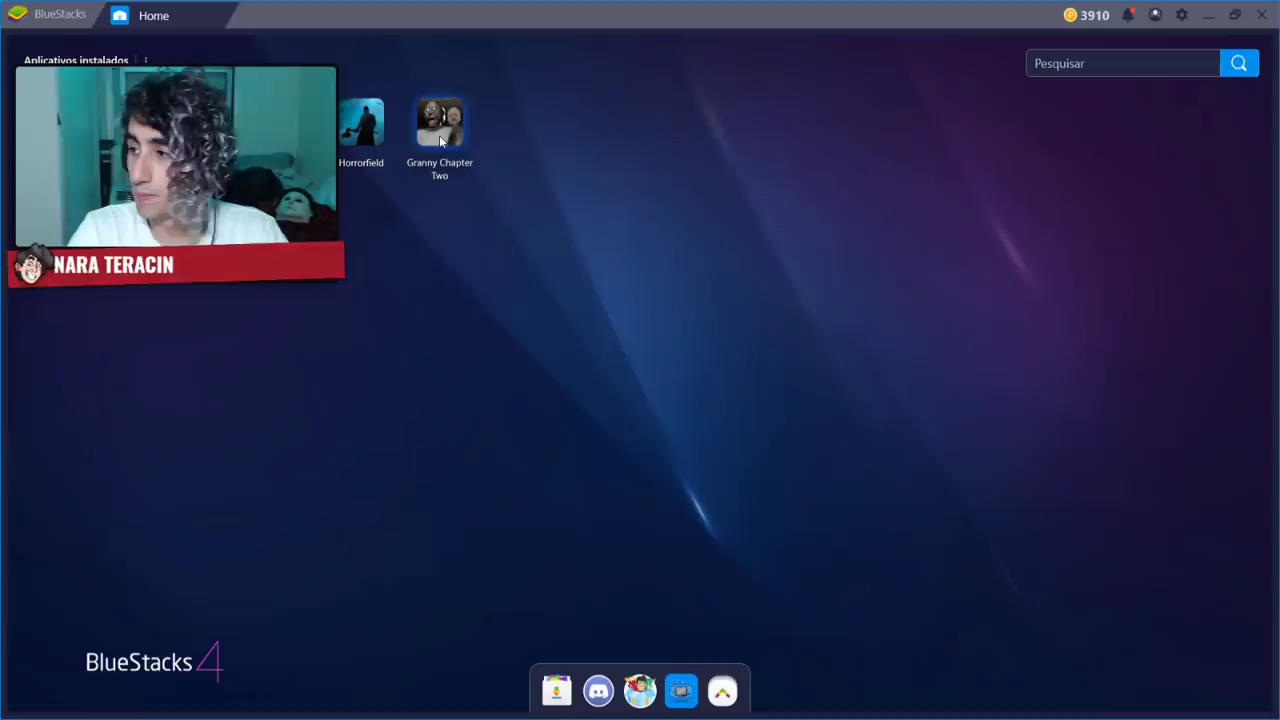 BlueStacks
Home
3910
Aplicativos instalados
Pesquisar
Horrorfield
Granny Chapter
Two
NARA TERACIN
BlueStacks 4